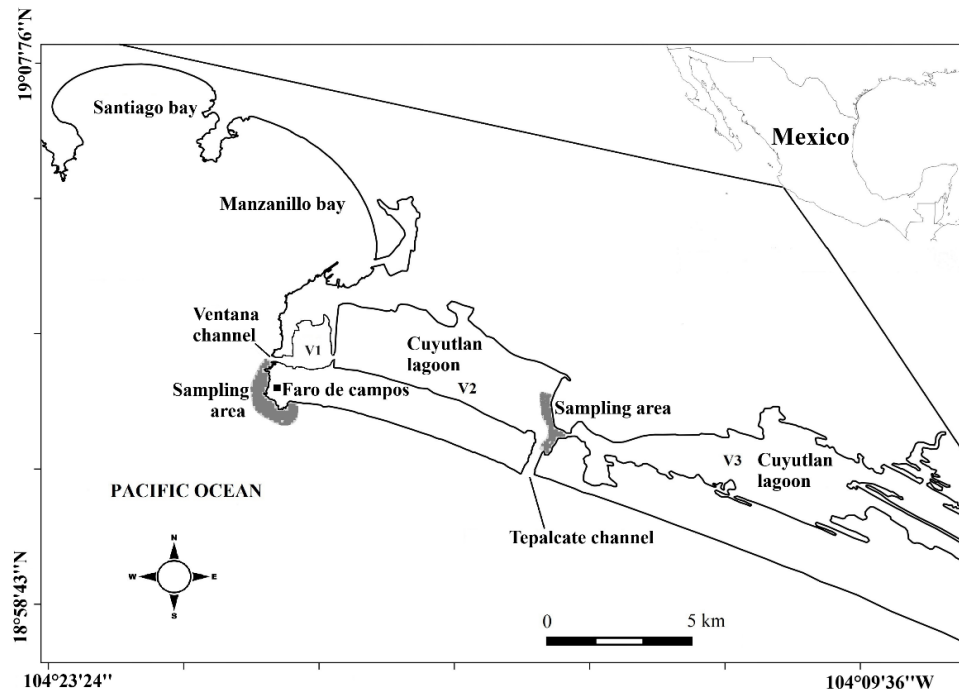 19°07'76''N
Santiago bay
Mexico
Manzanillo bay
Ventana
channel
V1
Cuyutlan
lagoon
V2
Sampling
area
Faro de campos
Sampling area
V3
Cuyutlan
lagoon
PACIFIC OCEAN
Tepalcate channel
N
W
E
S
0
5 km
18°58'43''N
104°23'24''
104°09'36''W